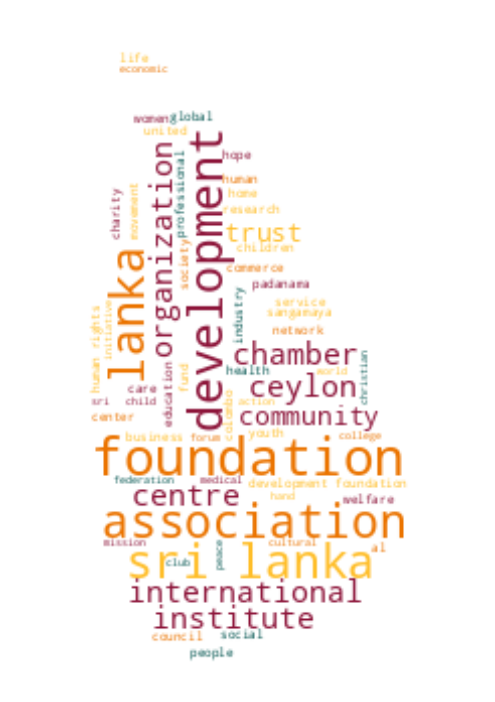 life
economic
women
global
united
development
organization
professional
hope
human
home
charity
movement
research
trust
society
children
lanka
commerce
padanama
industry
service
sangamaya
initiative
human rights
network
chamber
christian
education
fund
health
world
care
ceylon
sri
child
action
colombo
center
community
business
forum
youth
college
foundation
federation
medical
development foundation
centre
hand
welfare
association
mission
cultural
al
peace
sri lanka
club
international
institute
council
social
people